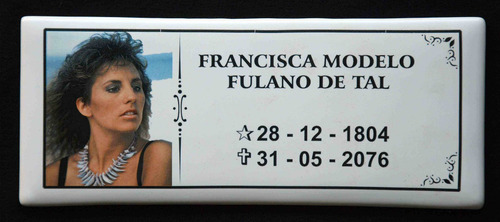 FRANCISCA MODELO
FULANO DE TAL
☆28 - 12 - 1804
✞31 - 05 - 2076